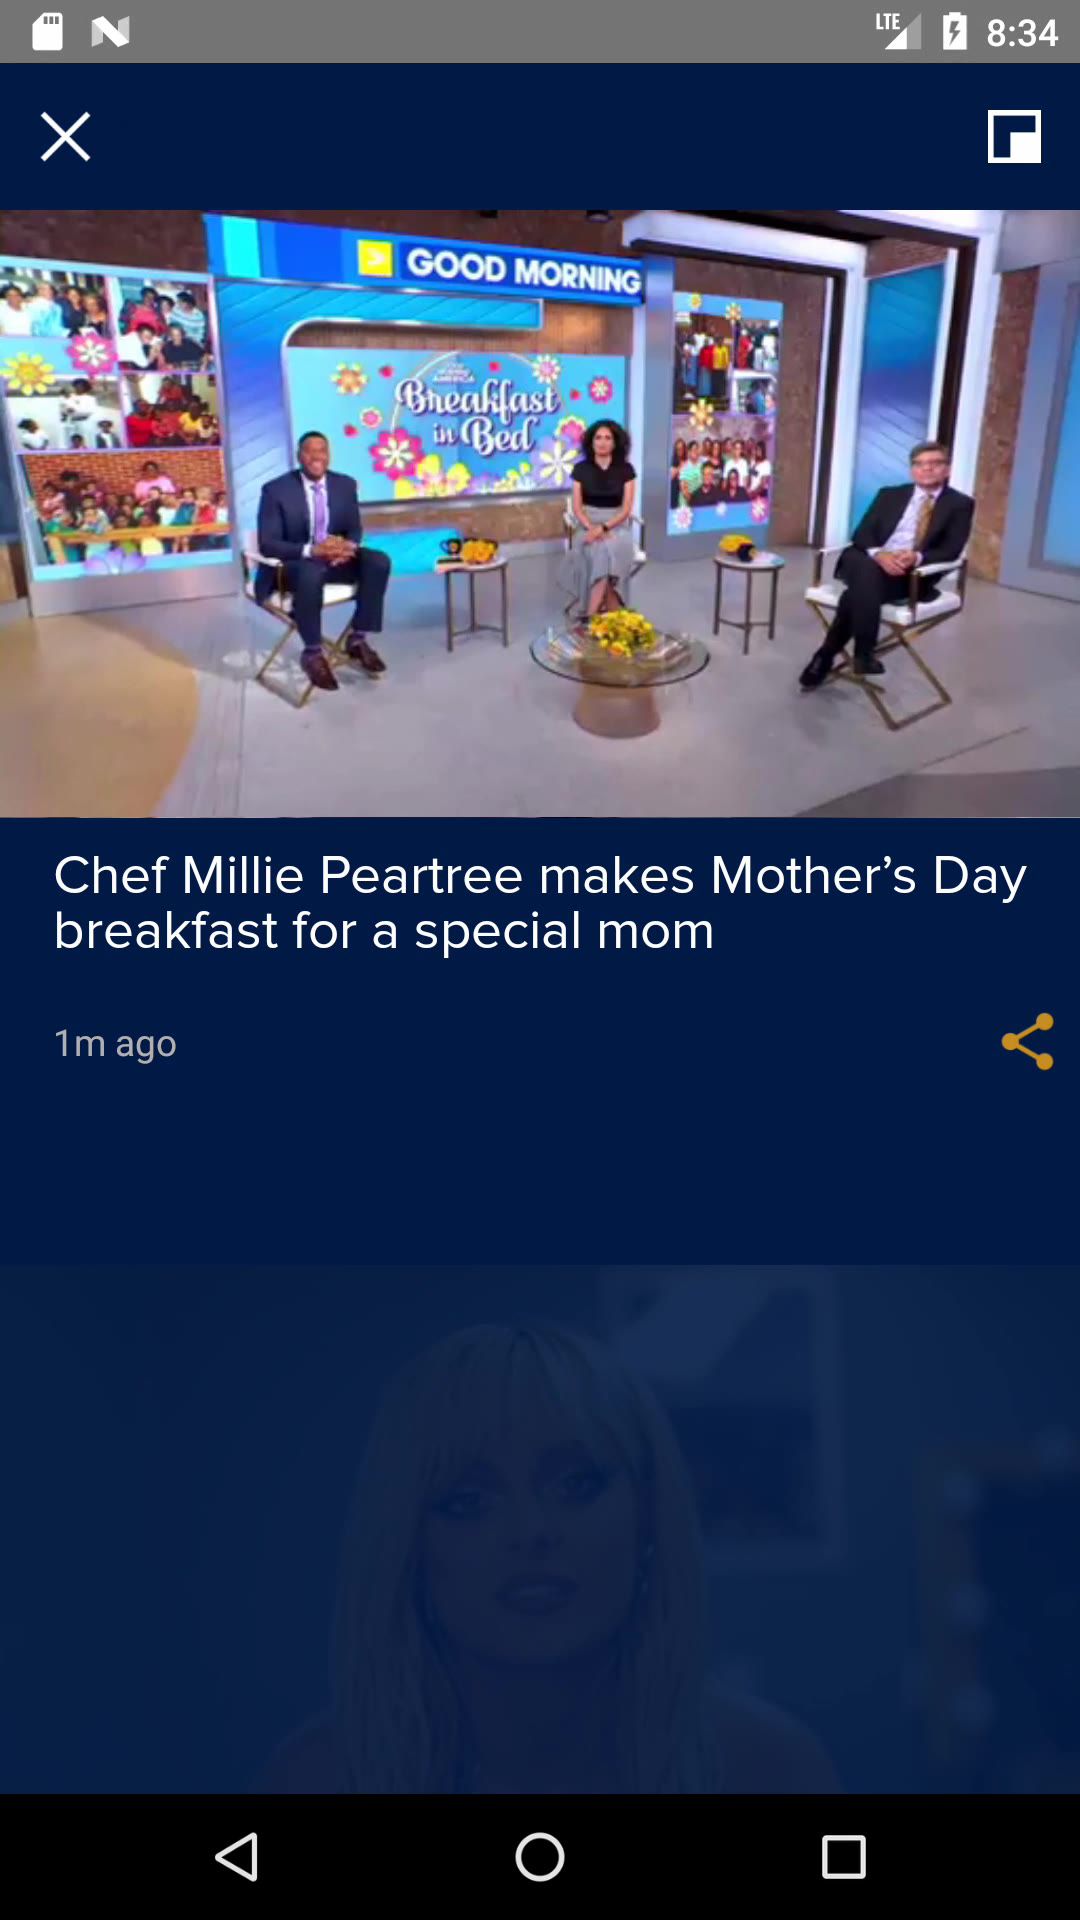 LTE 8:34
GOOD MORNING
Breakfast
in Bed
Chef Millie Peartree makes Mother’s Day
breakfast for a special mom
1m ago